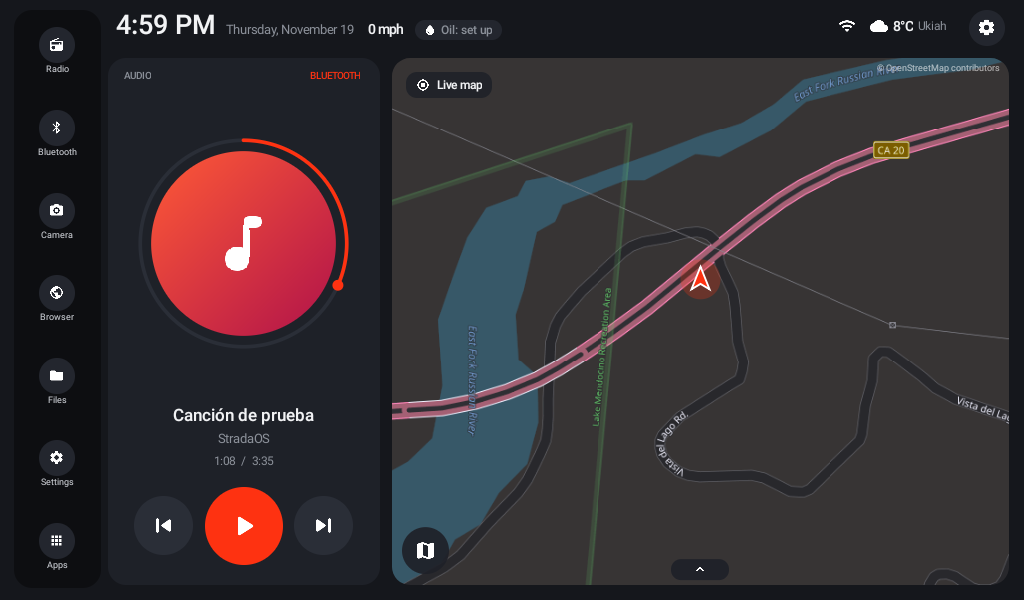 4:59 PM
Thursday, November 19
0 mph
Oil: set up
8°C Ukiah
Radio
Bluetooth
Camera
Browser
Files
Settings
Apps
AUDIO
BLUETOOTH
Canción de prueba
StradaOS
1:08 / 3:35
Live map
© OpenStreetMap contributors
East Fork Russian
CA 20
East Fork Russian River
Lake Mendocino Recreation Area
Vista del Lago Rd.
Vista del